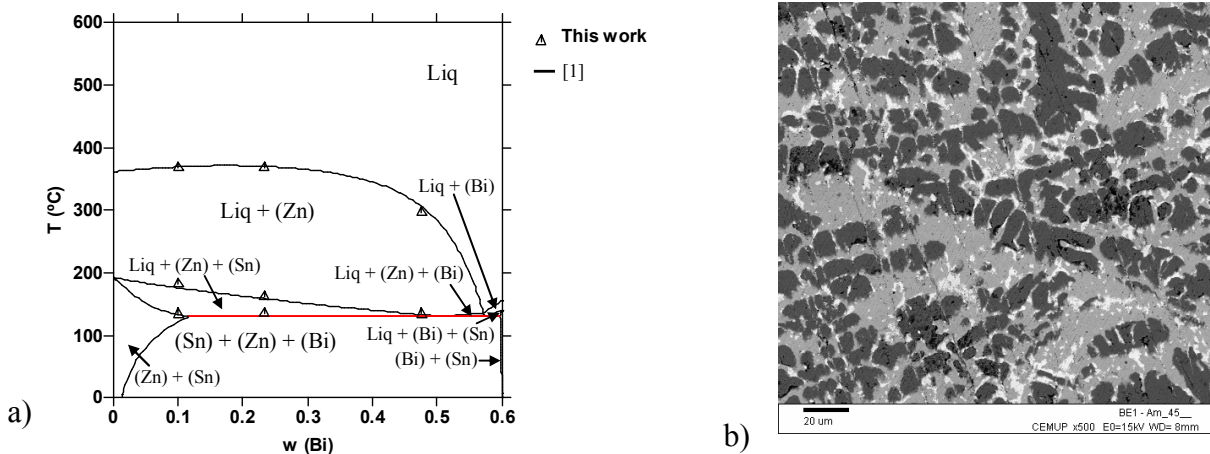 600
500
400
300
200
100
0
T (ºC)
0
0.1
0.2
0.3
0.4
0.5
0.6
w (Bi)
Liq
Liq + (Bi)
Liq + (Zn)
Liq + (Zn) + (Sn)
Liq + (Zn) + (Bi)
Liq + (Bi) + (Sn)
(Sn) + (Zn) + (Bi)
(Bi) + (Sn)
(Zn) + (Sn)
This work
[1]
a)
b)
20 um
BE1 - Am_45__
CEMUP x500 E0=15kV WD= 8mm